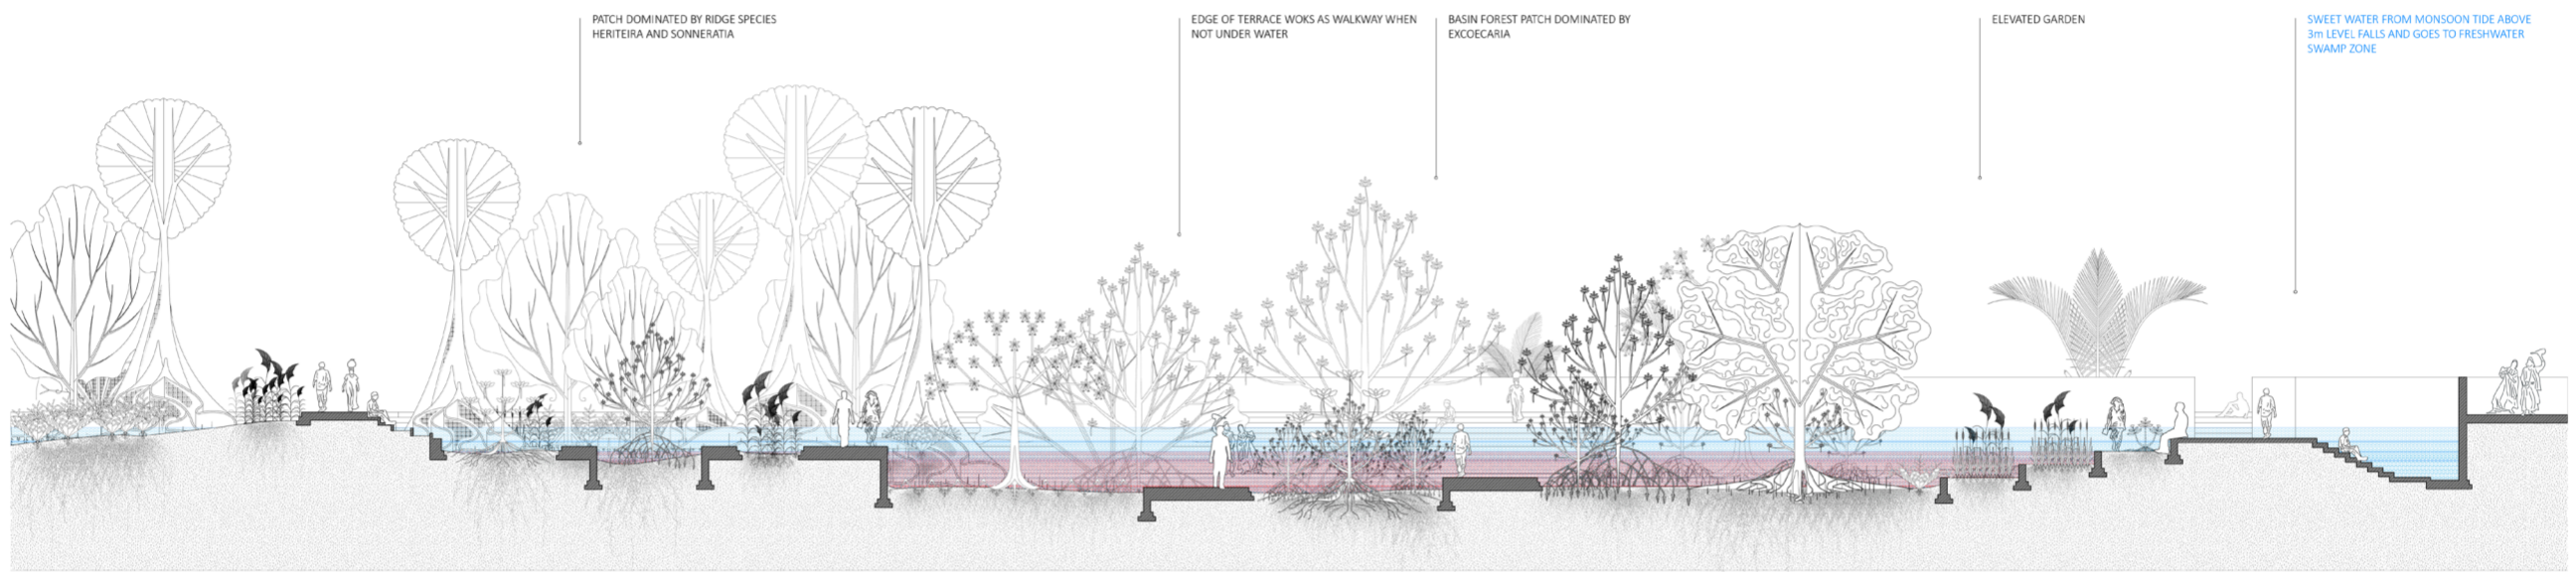 PATCH DOMINATED BY RIDGE SPECIES
HERITEIRA AND SONNERATIA
EDGE OF TERRACE WOKS AS WALKWAY WHEN
NOT UNDER WATER
BASIN FOREST PATCH DOMINATED BY
EXCOECARIA
ELEVATED GARDEN
SWEET WATER FROM MONSOON TIDE ABOVE
3m LEVEL FALLS AND GOES TO FRESHWATER
SWAMP ZONE